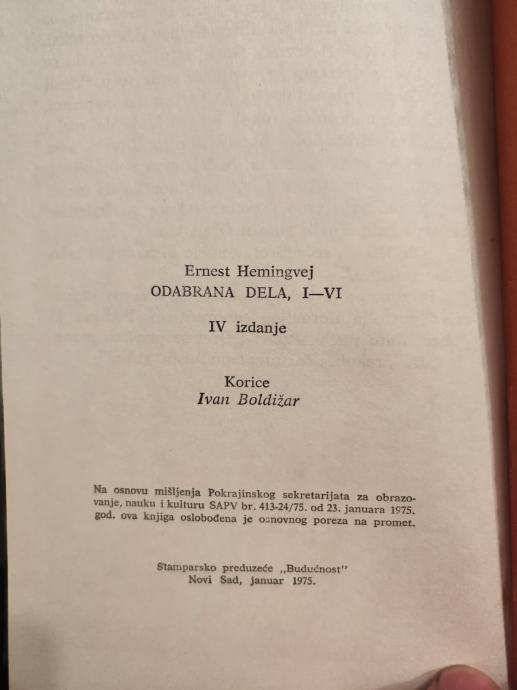 Ernest Hemingvej
ODABRANA DELA, I—VI
IV izdanje
Korice
Ivan Boldižar
Na osnovu mišljenja Pokrajinskog sekretarijata za obrazo-
vanje, nauku i kulturu SAPV br. 413-24/75. od 23. januara 1975.
god. ova knjiga oslobođena je osnovnog poreza na promet.
Štamparsko preduzeće „Budućnost"
Novi Sad, januar 1975.